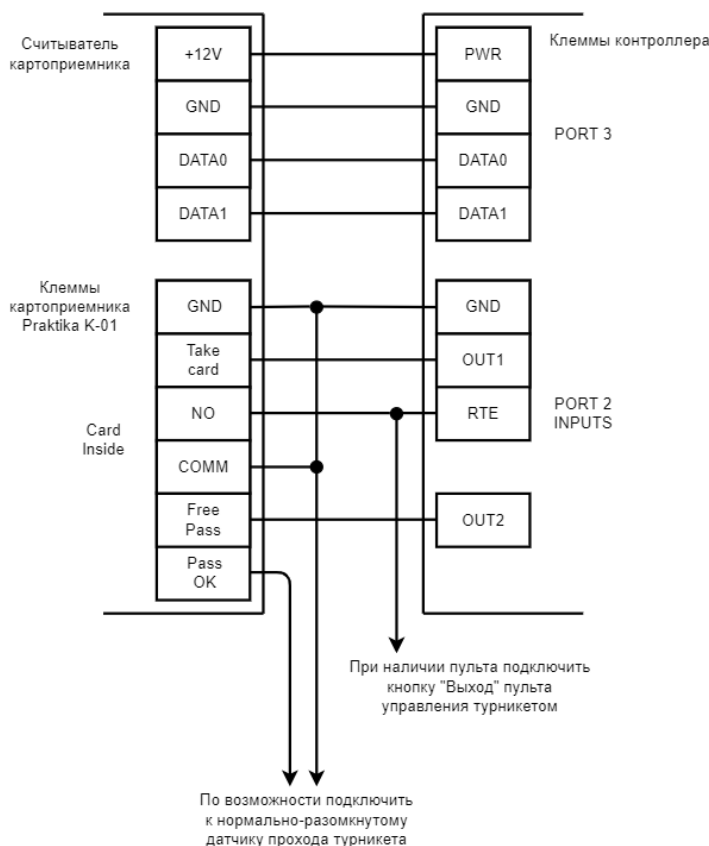 Считыватель
картоприемника
+12V
PWR
Клеммы контроллера
GND
GND
DATA0
DATA0
PORT 3
DATA1
DATA1
Клеммы
картоприемника
Praktika K-01
GND
GND
Take
card
OUT1
NO
RTE
PORT 2
INPUTS
Card
Inside
COMM
Free
Pass
OUT2
Pass
OK
При наличии пульта подключить
кнопку "Выход" пульта
управления турникетом
По возможности подключить
к нормально-разомкнутому
датчику прохода турникета